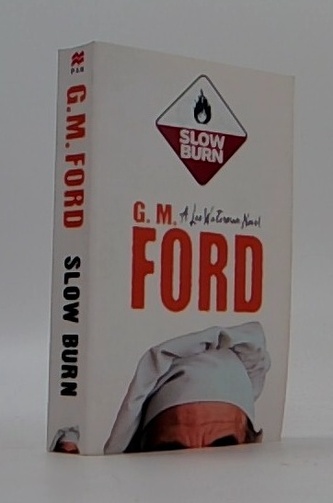 PAN
G. M. FORD SLOW BURN
SLOW
BURN
G. M.
A Leo Waterman Novel
FORD